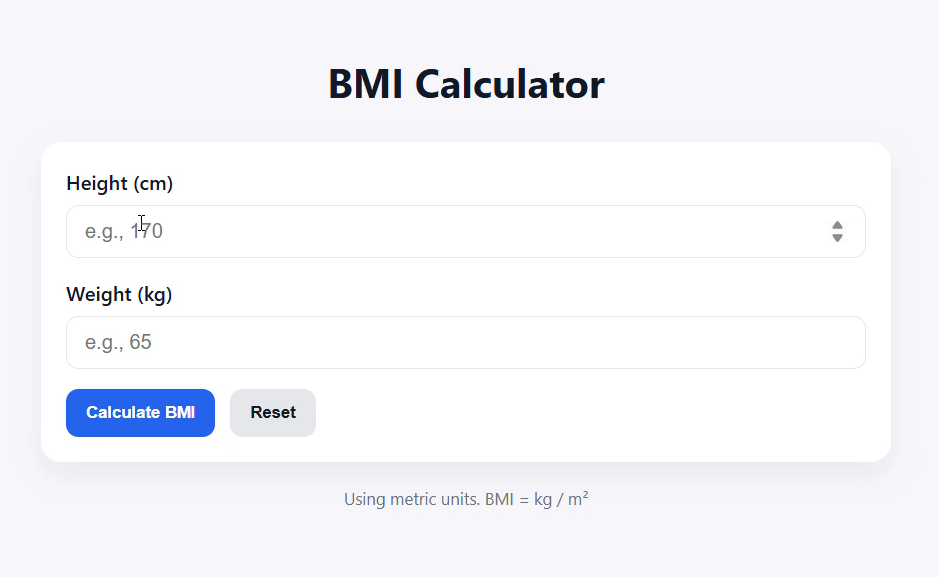 BMI Calculator
Height (cm)
e.g., 170
Weight (kg)
e.g., 65
Calculate BMI Reset
Using metric units. BMI = kg / m²